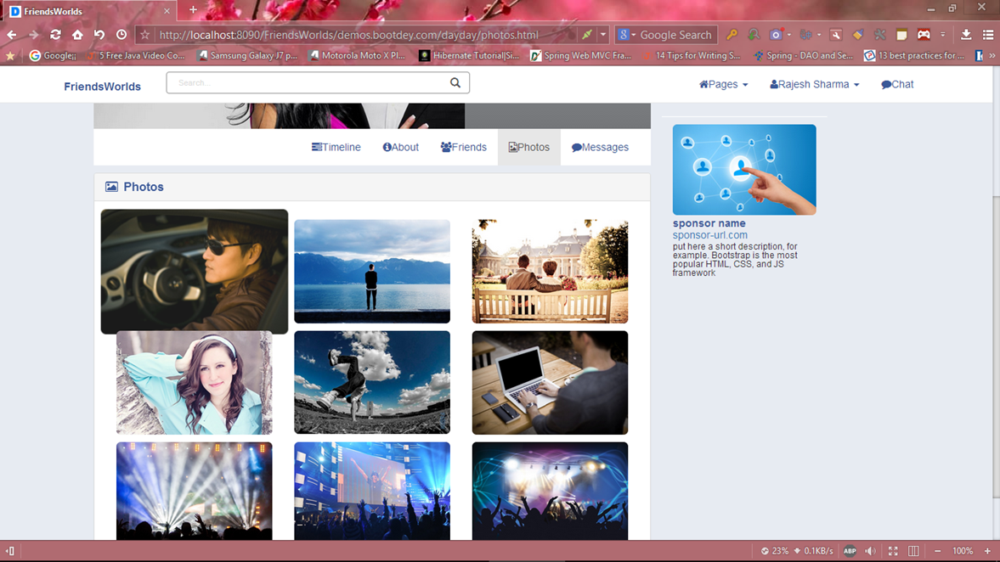 FriendsWorlds
http://localhost:8090/FriendsWorlds/demos.bootdey.com/dayday/photos.html
Google Search
Google¡¡
5 Free Java Video Co...
Samsung Galaxy J7 p...
Motorola Moto X Pl...
Hibernate Tutorial|Si...
Spring Web MVC Fra...
14 Tips for Writing S...
Spring - DAO and Se...
13 best practices for ...
FriendsWorlds
Search...
Pages
Rajesh Sharma
Chat
Timeline
About
Friends
Photos
Messages
Photos
sponsor name
sponsor-url.com
put here a short description, for
example. Bootstrap is the most
popular HTML, CSS, and JS
framework
23%
0.1KB/s
ABP
100%